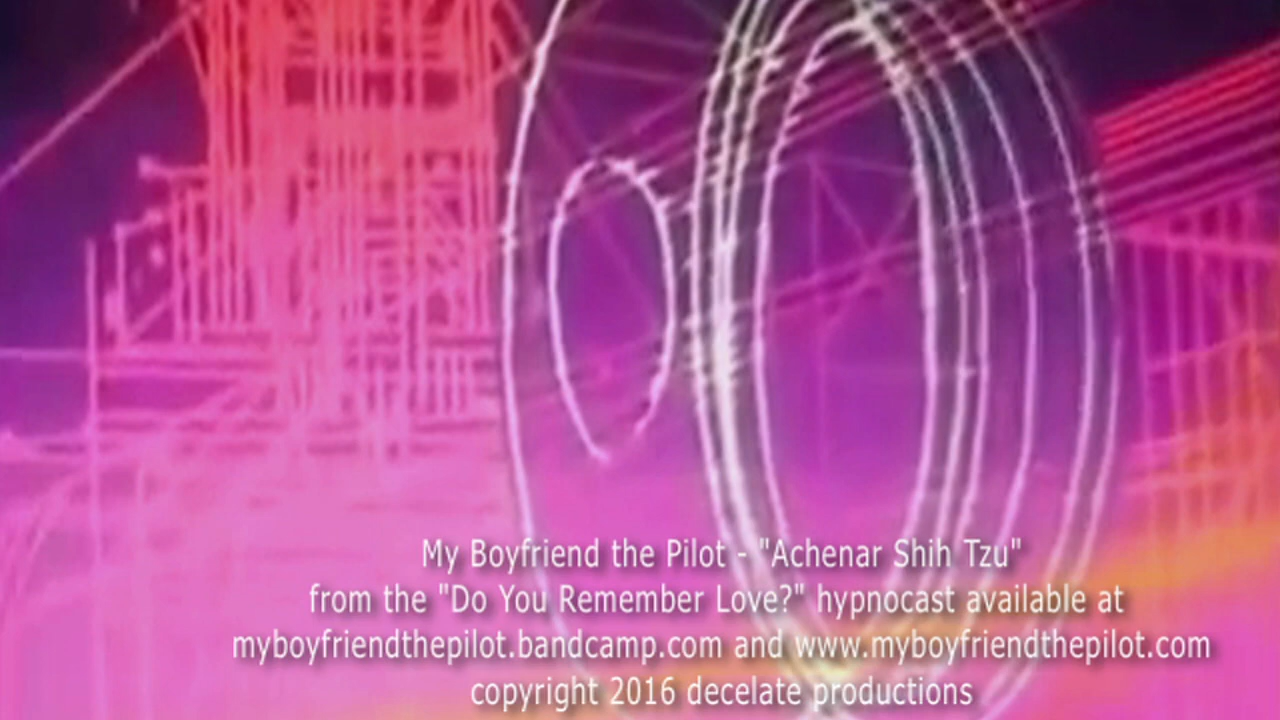 My Boyfriend the Pilot - "Achenar Shih Tzu"
from the "Do You Remember Love?" hypnocast available at
myboyfriendthepilot.bandcamp.com and www.myboyfriendthepilot.com
copyright 2016 decelate productions